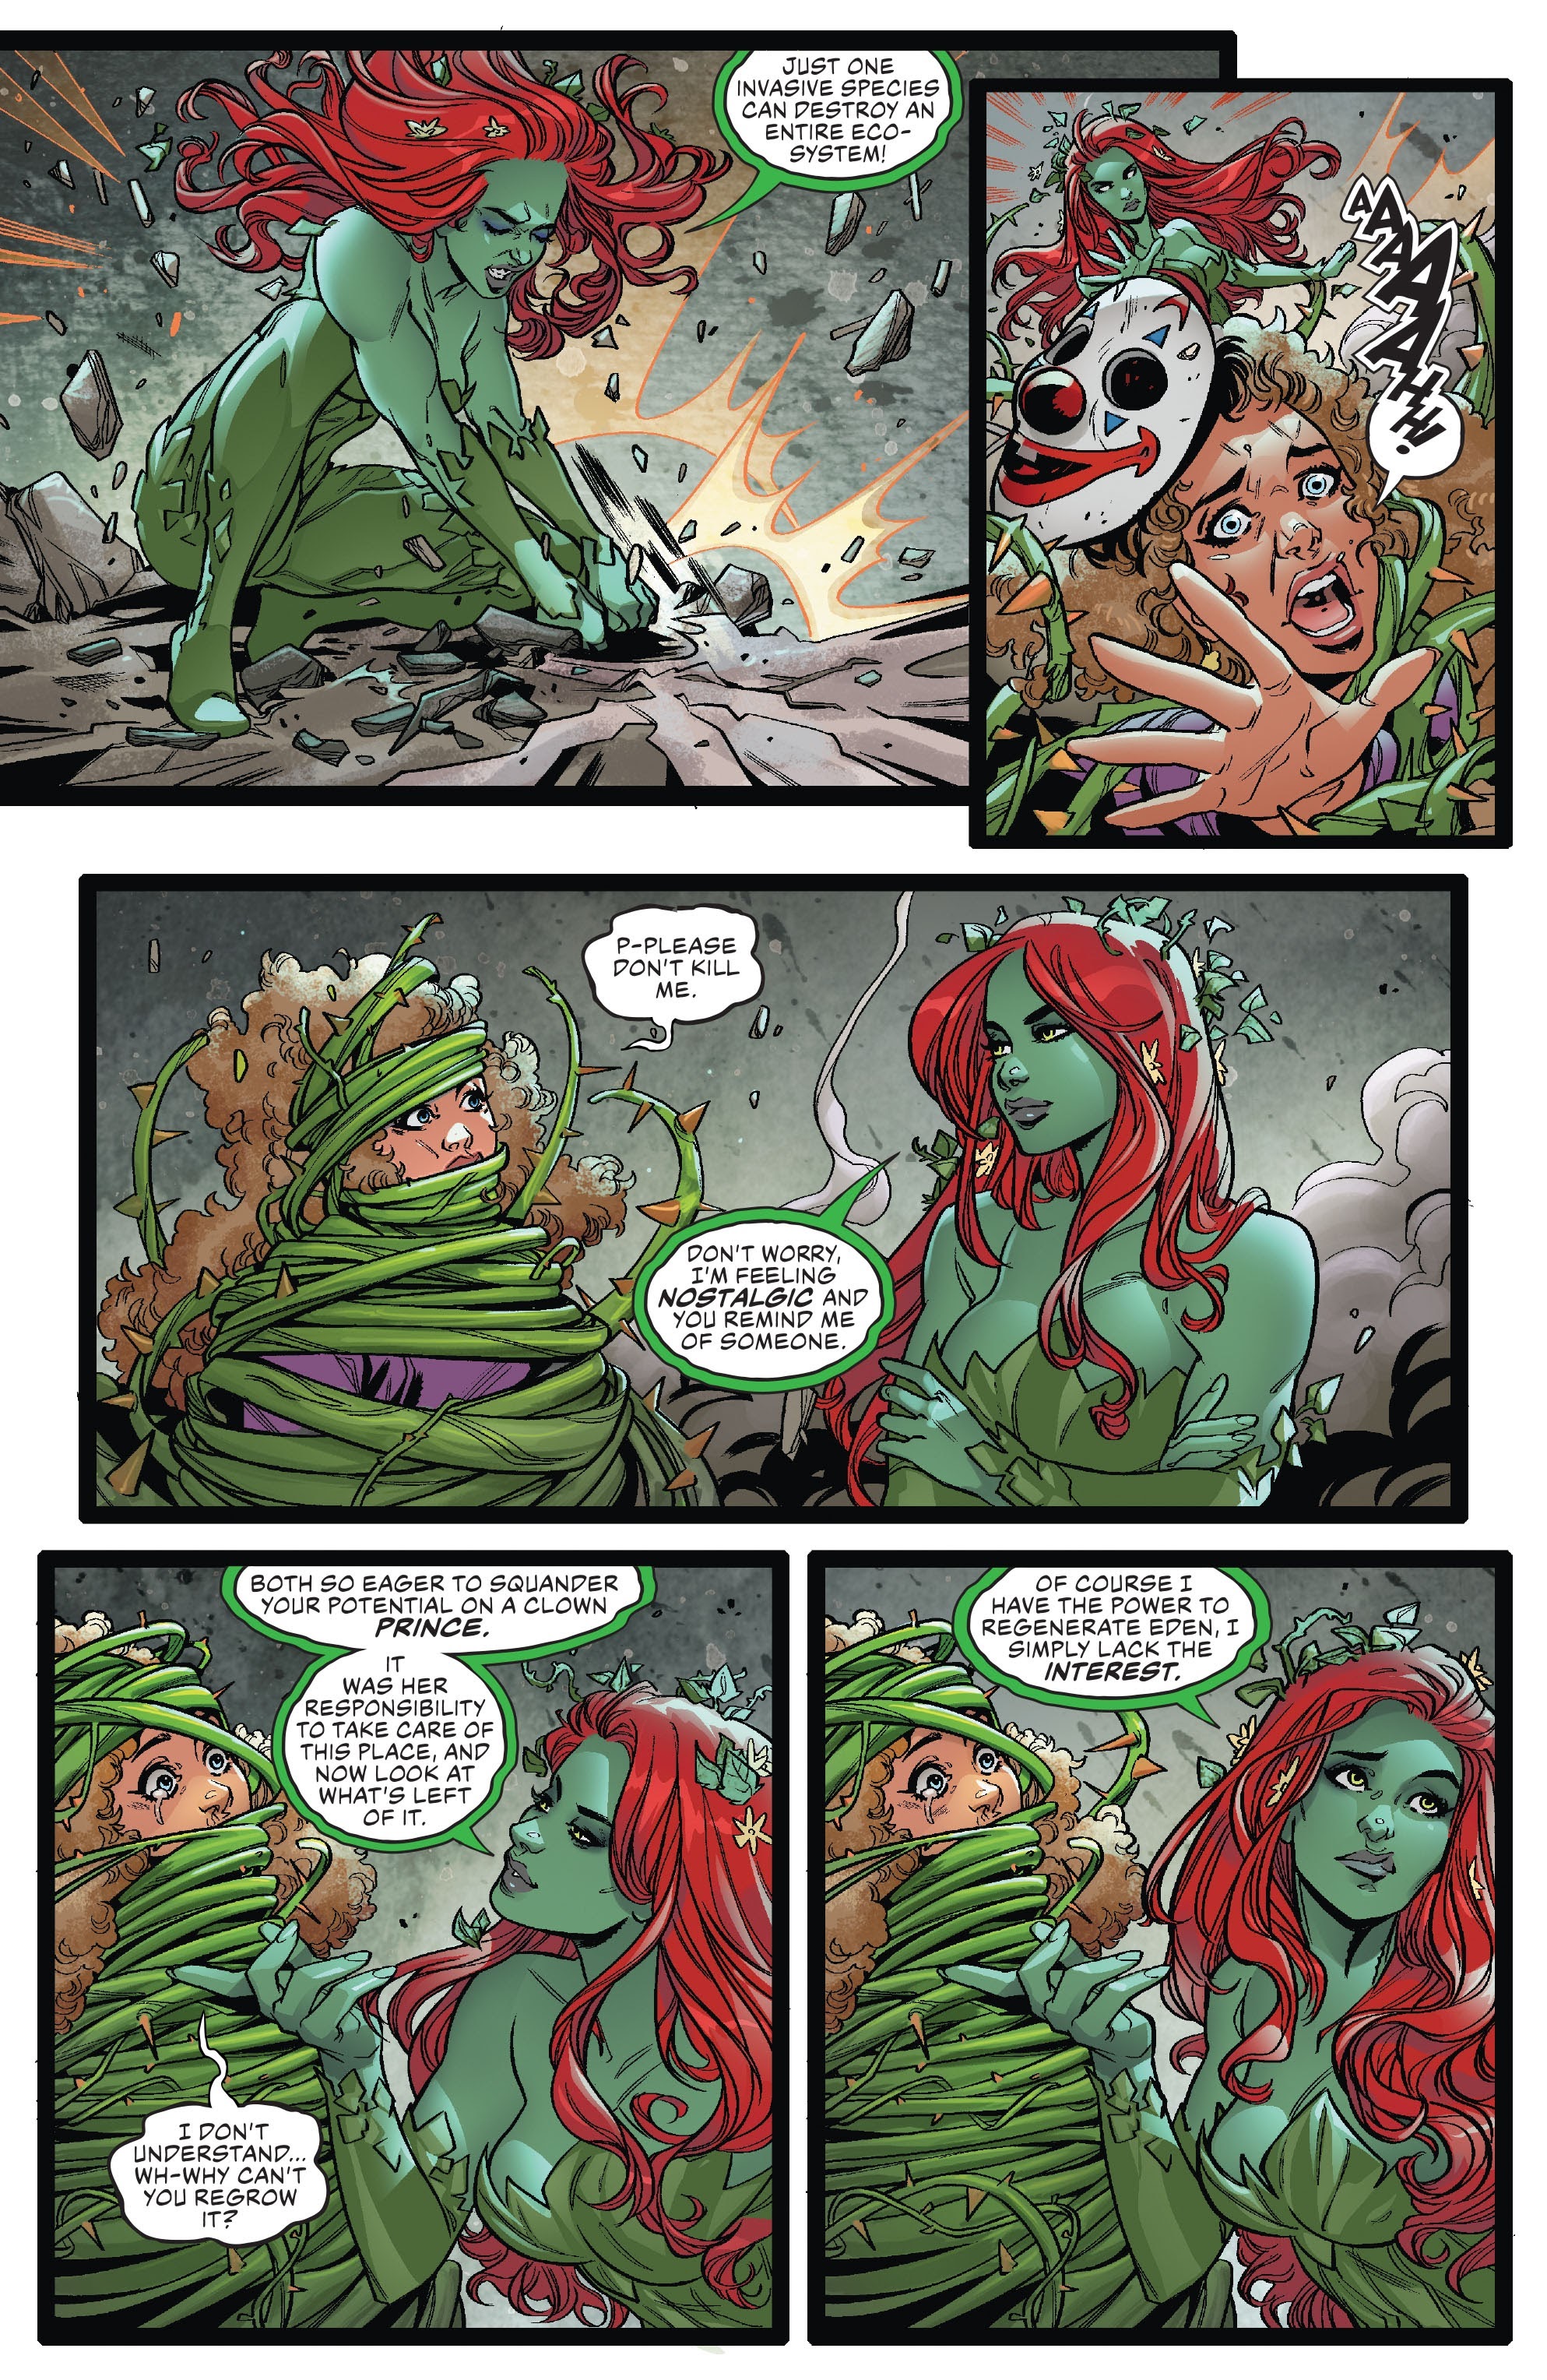 JUST ONE
INVASIVE SPECIES
CAN DESTROY AN
ENTIRE ECO-
SYSTEM!
AAAAAAH!!
P-PLEASE
DON'T KILL
ME.
DON'T WORRY,
I'M FEELING
NOSTALGIC AND
YOU REMIND ME
OF SOMEONE.
BOTH SO EAGER TO SQUANDER
YOUR POTENTIAL ON A CLOWN
PRINCE.
IT
WAS HER
RESPONSIBILITY
TO TAKE CARE OF
THIS PLACE, AND
NOW LOOK AT
WHAT'S LEFT
OF IT.
I DON'T
UNDERSTAND...
WH-WHY CAN'T
YOU REGROW
IT?
OF COURSE I
HAVE THE POWER TO
REGENERATE EDEN, I
SIMPLY LACK THE
INTEREST.